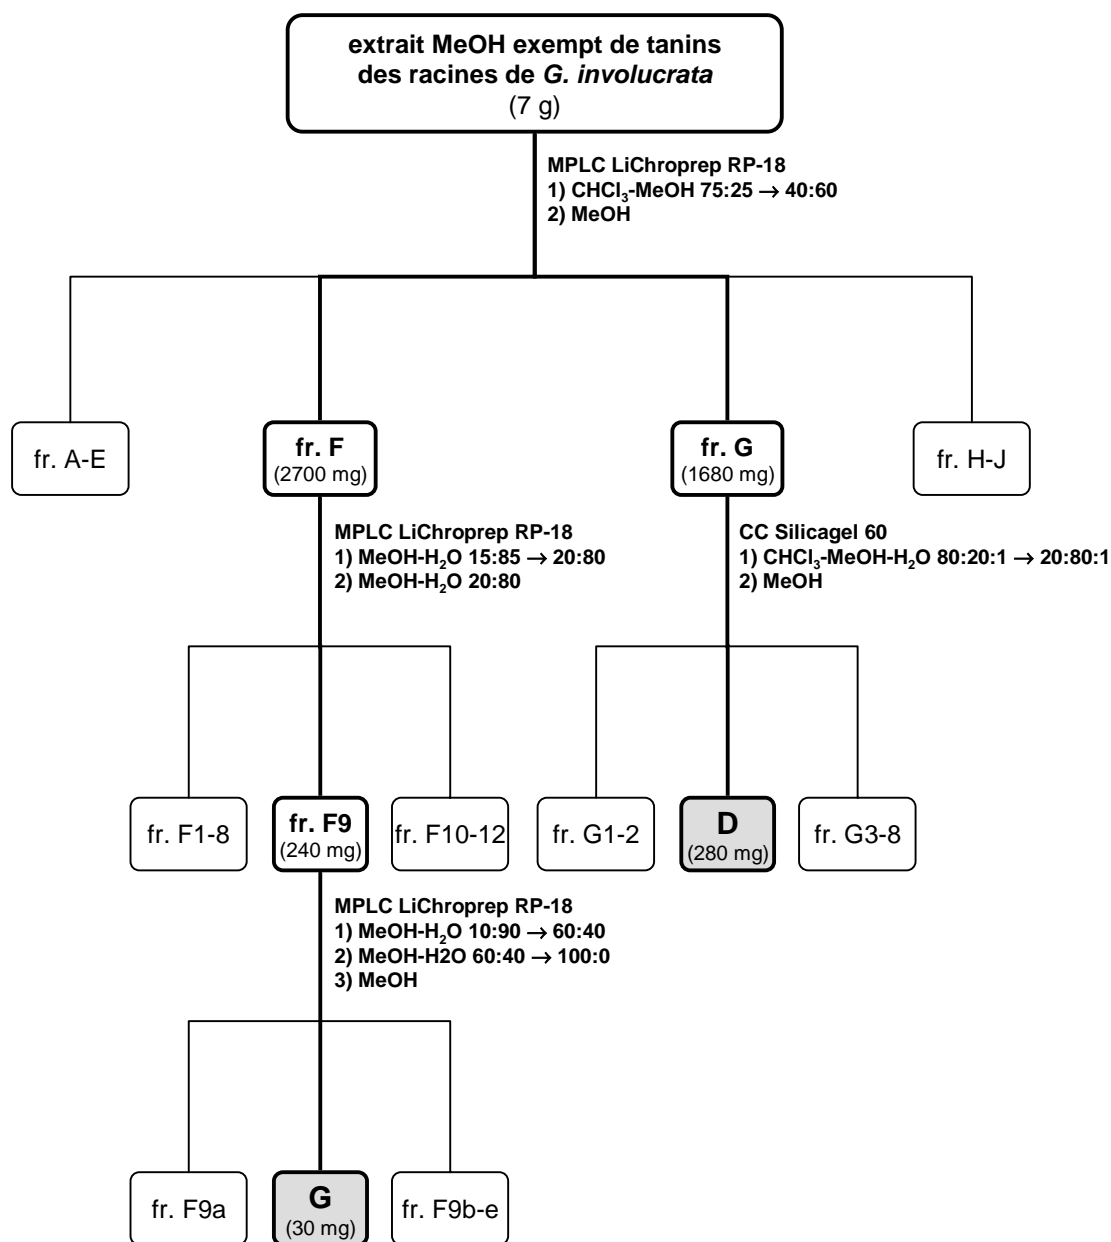 extrait MeOH exempt de tanins
des racines de G. involucrata
(7 g)
MPLC LiChroprep RP-18
1) CHCl₃-MeOH 75:25 → 40:60
2) MeOH
fr. A-E
fr. F
(2700 mg)
fr. G
(1680 mg)
fr. H-J
MPLC LiChroprep RP-18
1) MeOH-H₂O 15:85 → 20:80
2) MeOH-H₂O 20:80
CC Silicagel 60
1) CHCl₃-MeOH-H₂O 80:20:1 → 20:80:1
2) MeOH
fr. F1-8
fr. F9
(240 mg)
fr. F10-12
fr. G1-2
D
(280 mg)
fr. G3-8
MPLC LiChroprep RP-18
1) MeOH-H₂O 10:90 → 60:40
2) MeOH-H2O 60:40 → 100:0
3) MeOH
fr. F9a
G
(30 mg)
fr. F9b-e